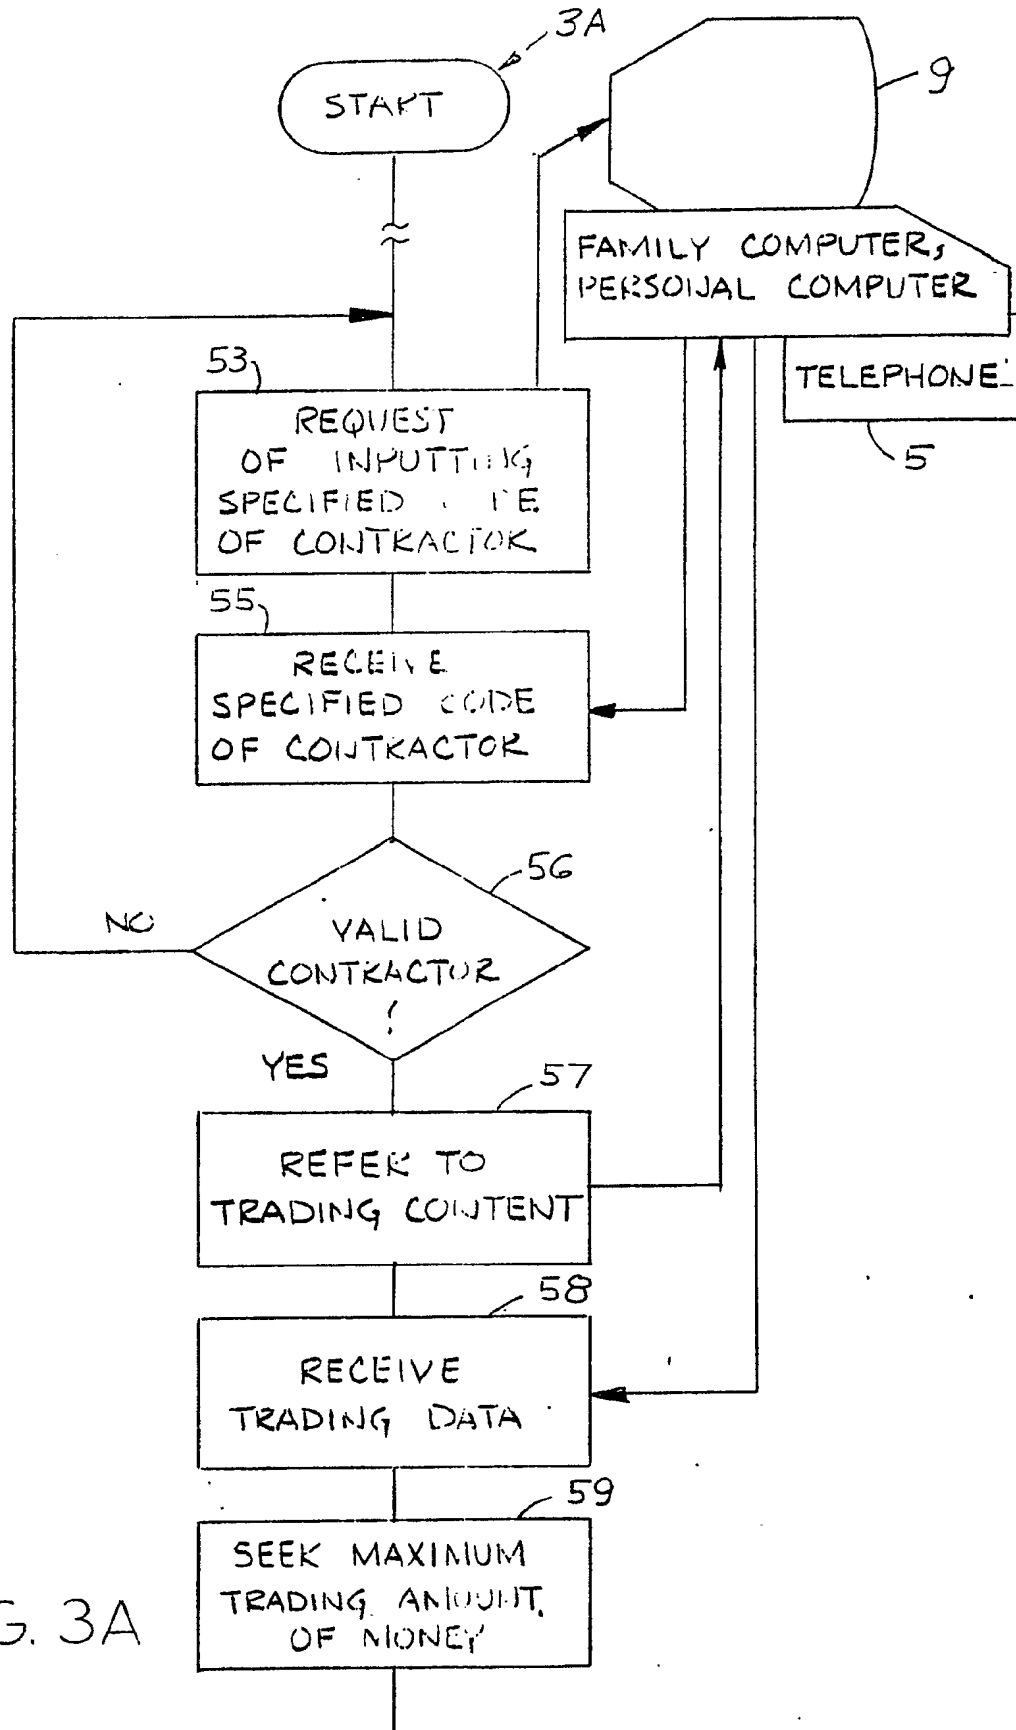 3A
START
9
FAMILY COMPUTER,
PERSONAL COMPUTER
TELEPHONE
5
53
REQUEST
OF INPUTTING
SPECIFIED
OF CONTRACTOR
55
RECEIVE
SPECIFIED CODE
OF CONTRACTOR
56
NO
VALID
CONTRACTOR
?
YES
57
REFER TO
TRADING CONTENT
58
RECEIVE
TRADING DATA
59
SEEK MAXIMUM
TRADING AMOUNT
OF MONEY
G. 3A